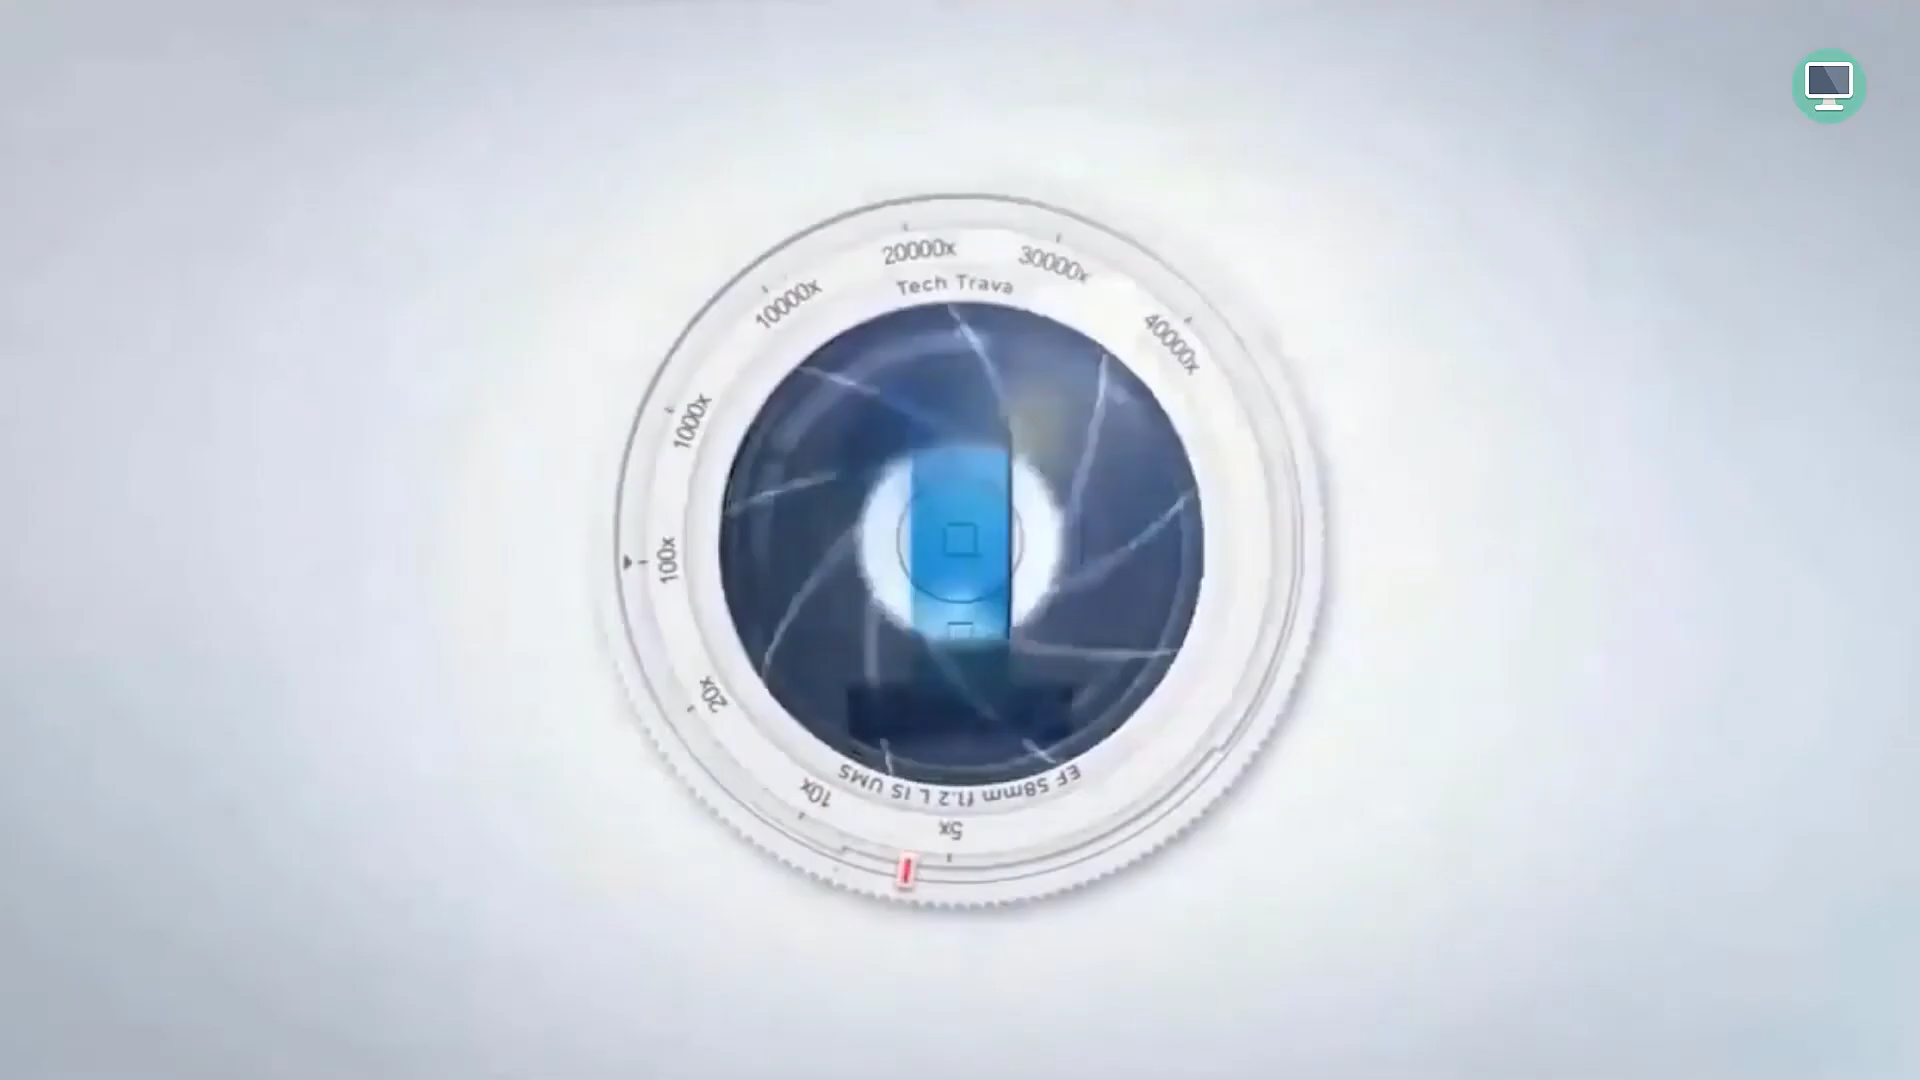 20000x
30000x
10000x
40000x
Tech Trava
1000x
100x
20x
10x
5x
EF 58mm f1.2 L IS UMS